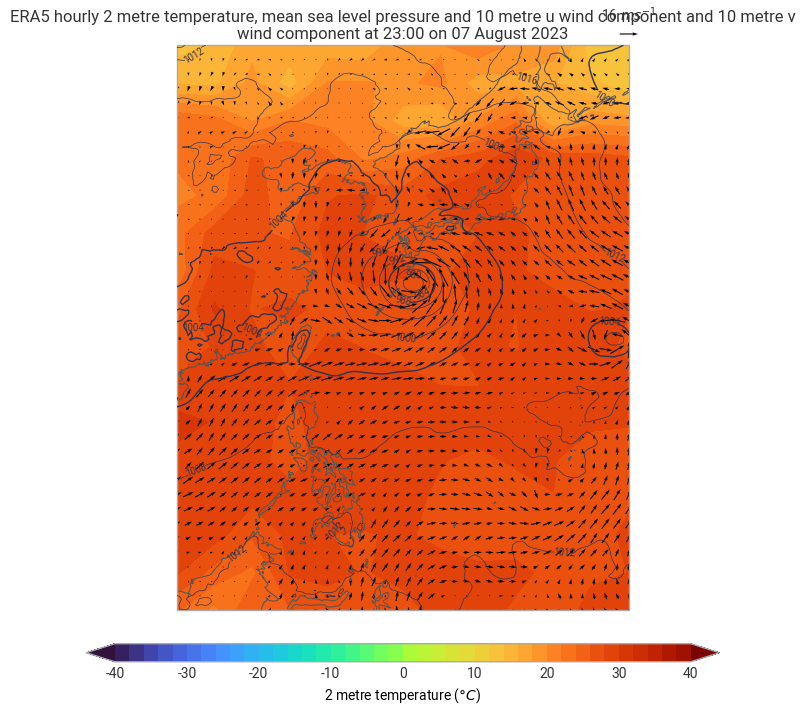 ERA5 hourly 2 metre temperature, mean sea level pressure and 10 metre u wind component and 10 metre v
wind component at 23:00 on 07 August 2023
16 ms⁻¹
1012
1016
1008
1004
1012
1004
1004
1000
1008
1012
1012
-40 -30 -20 -10 0 10 20 30 40
2 metre temperature (°C)